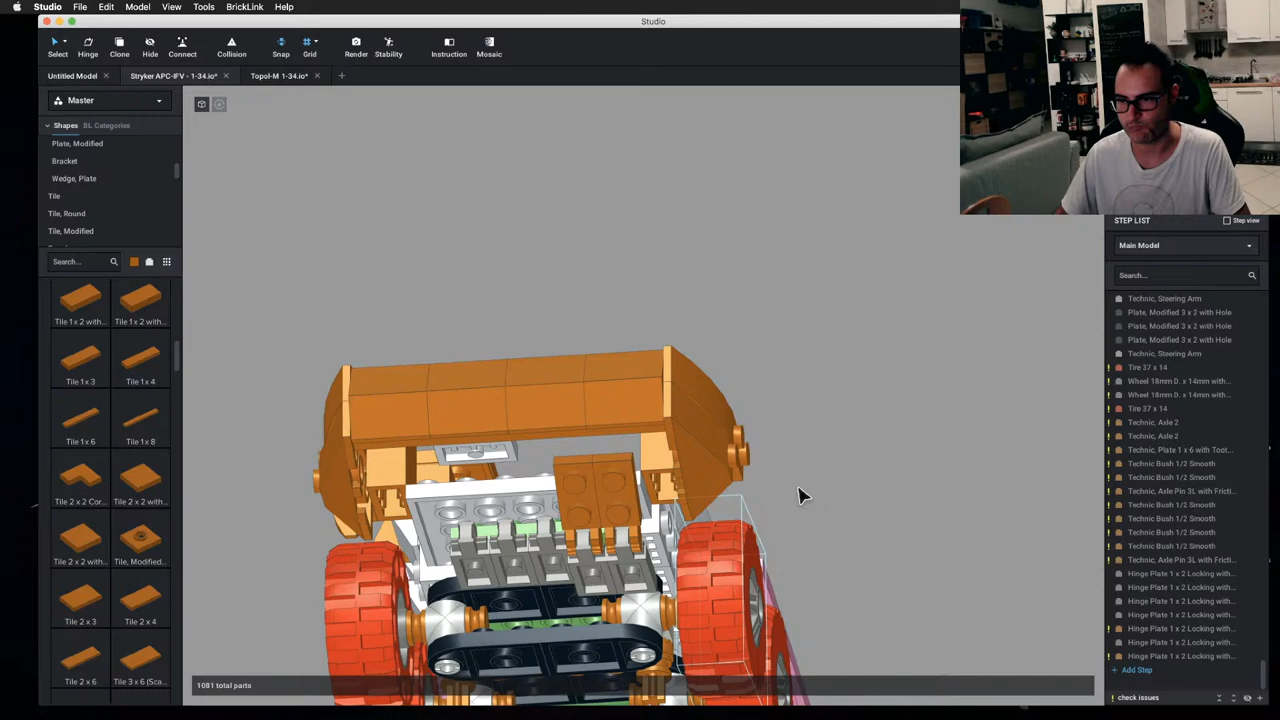 Studio File Edit Model View Tools BrickLink Help
Studio
Select Hinge Clone Hide Connect Collision Snap Grid Render Stability Instruction Mosaic
Untitled Model Stryker APC-IFV - 1-34.io* Topol-M 1-34.io*
Master
Shapes BL Categories
Plate, Modified
Bracket
Wedge, Plate
Tile
Tile, Round
Tile, Modified
Search...
Tile 1x 2 with... Tile 1x 2 with...
Tile 1x 3 Tile 1x 4
Tile 1x 6 Tile 1x 8
Tile 2 x 2 Cor... Tile 2 x 2 with...
Tile 2 x 2 with... Tile, Modified...
Tile 2 x 3 Tile 2 x 4
Tile 2 x 6 Tile 3 x 6 (Sca...
1081 total parts
STEP LIST Step view
Main Model
Search...
Technic, Steering Arm
Plate, Modified 3 x 2 with Hole
Plate, Modified 3 x 2 with Hole
Plate, Modified 3 x 2 with Hole
Technic, Steering Arm
Tire 37 x 14
Wheel 18mm D. x 14mm with...
Wheel 18mm D. x 14mm with...
Tire 37 x 14
Technic, Axle 2
Technic, Axle 2
Technic, Plate 1 x 6 with Toot...
Technic Bush 1/2 Smooth
Technic Bush 1/2 Smooth
Technic, Axle Pin 3L with Fricti...
Technic Bush 1/2 Smooth
Technic Bush 1/2 Smooth
Technic Bush 1/2 Smooth
Technic Bush 1/2 Smooth
Technic, Axle Pin 3L with Fricti...
Hinge Plate 1 x 2 Locking with...
Hinge Plate 1 x 2 Locking with...
Hinge Plate 1 x 2 Locking with...
Hinge Plate 1 x 2 Locking with...
Hinge Plate 1 x 2 Locking with...
Hinge Plate 1 x 2 Locking with...
Hinge Plate 1 x 2 Locking with...
+ Add Step
! check issues